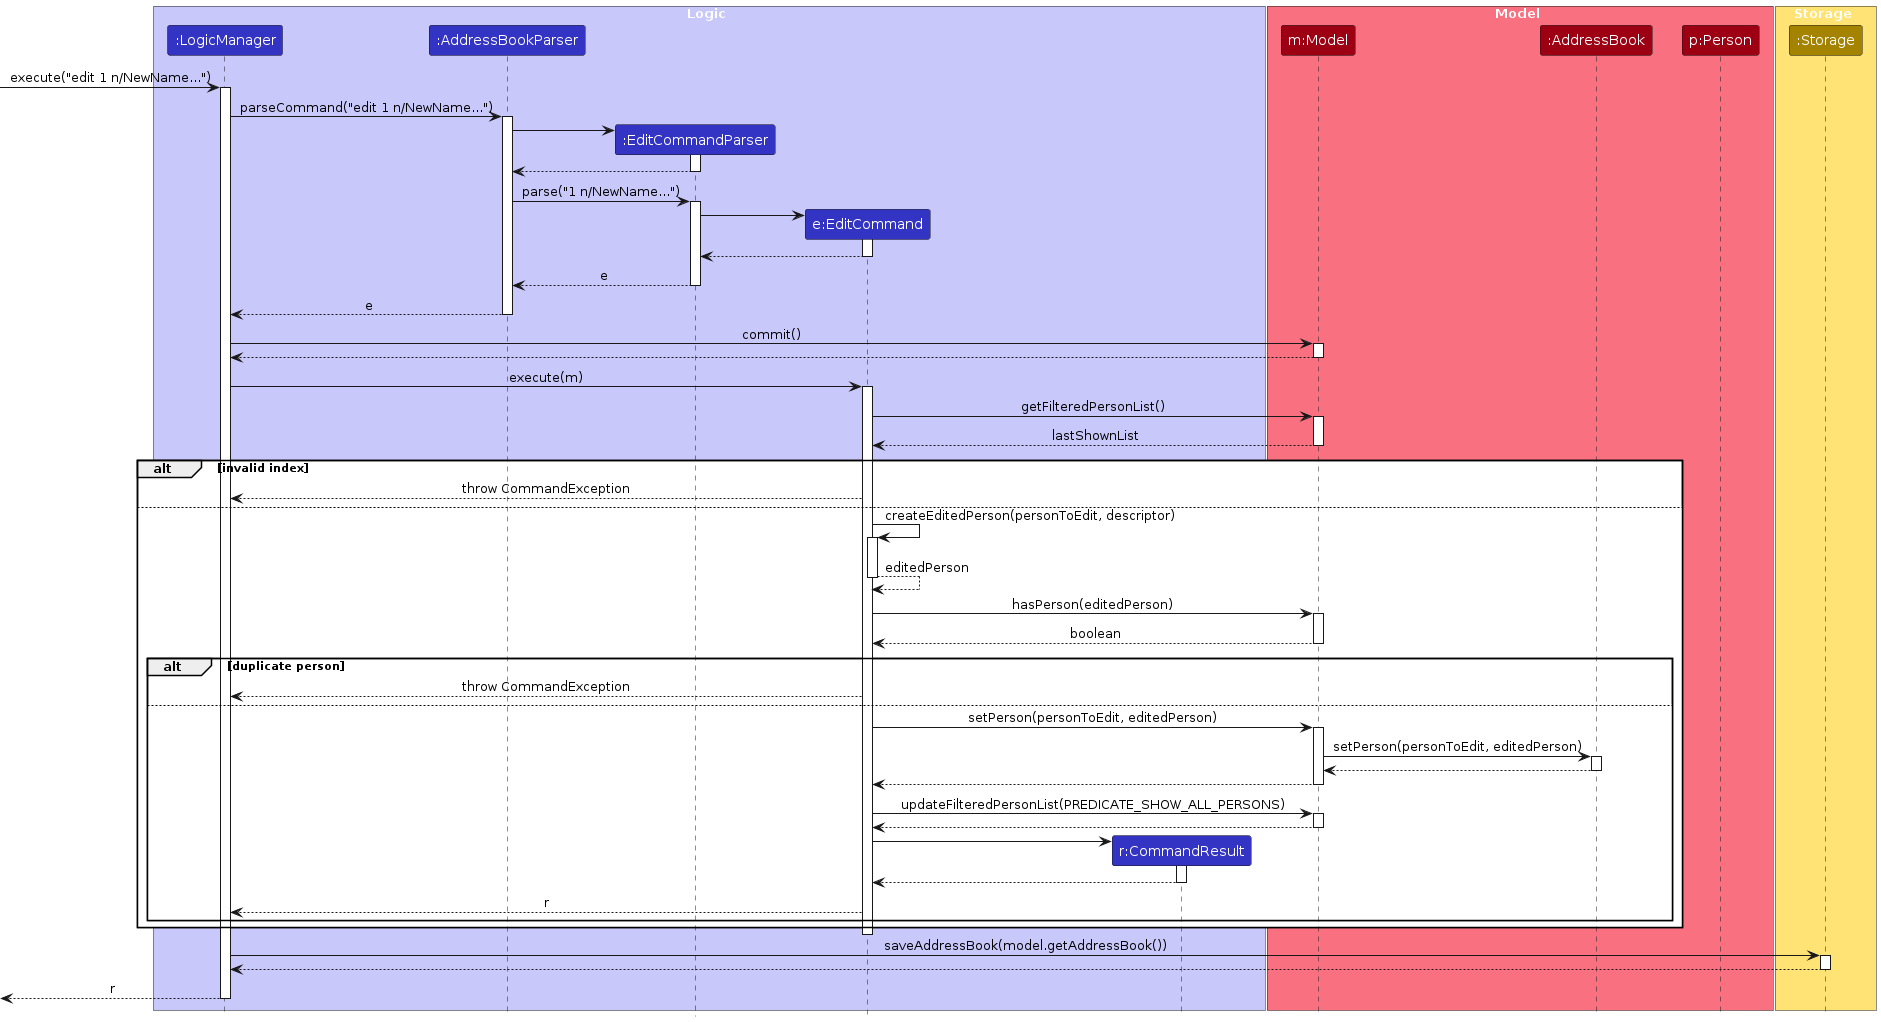 Logic
Model
Storage
:LogicManager
:AddressBookParser
m:Model
:AddressBook
p:Person
:Storage
execute("edit 1 n/NewName...")
parseCommand("edit 1 n/NewName...")
:EditCommandParser
parse("1 n/NewName...")
e:EditCommand
e
e
commit()
execute(m)
getFilteredPersonList()
lastShownList
alt
[invalid index]
throw CommandException
createEditedPerson(personToEdit, descriptor)
editedPerson
hasPerson(editedPerson)
boolean
alt
[duplicate person]
throw CommandException
setPerson(personToEdit, editedPerson)
setPerson(personToEdit, editedPerson)
updateFilteredPersonList(PREDICATE_SHOW_ALL_PERSONS)
r:CommandResult
r
saveAddressBook(model.getAddressBook())
r